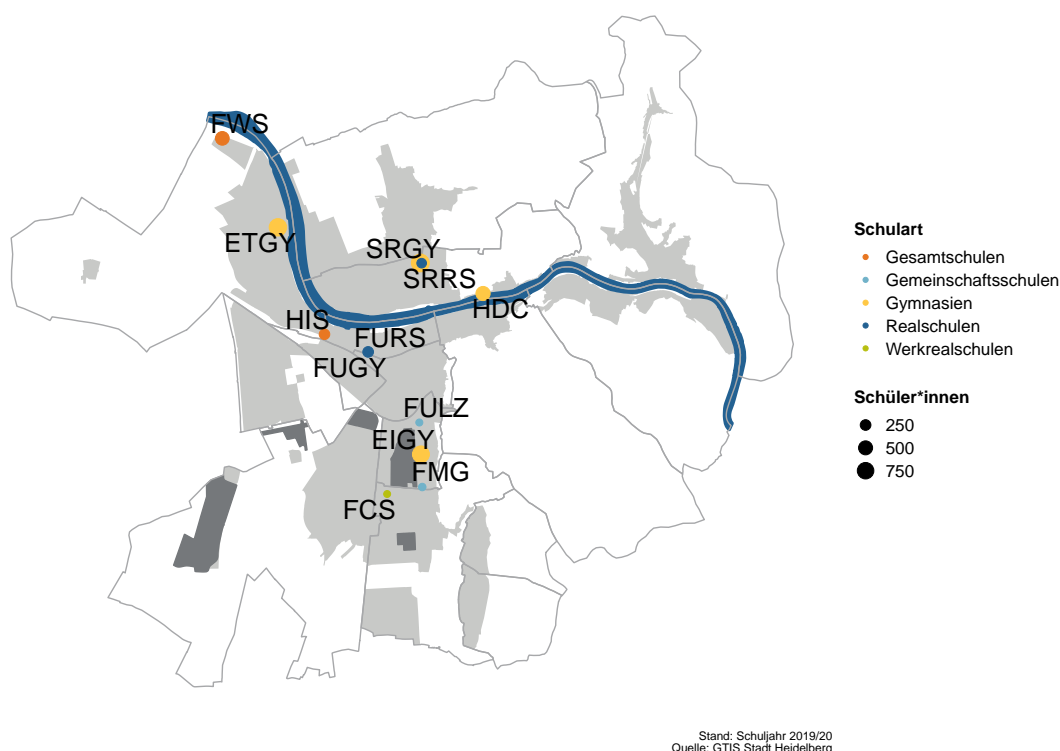 FWS
ETGY
SRGY
SRRS
HDC
HIS
FURS
FUGY
FULZ
EIGY
FMG
FCS
Schulart
Gesamtschulen
Gemeinschaftsschulen
Gymnasien
Realschulen
Werkrealschulen
Schüler*innen
250
500
750
Stand: Schuljahr 2019/20
Quelle: GTIS Stadt Heidelberg